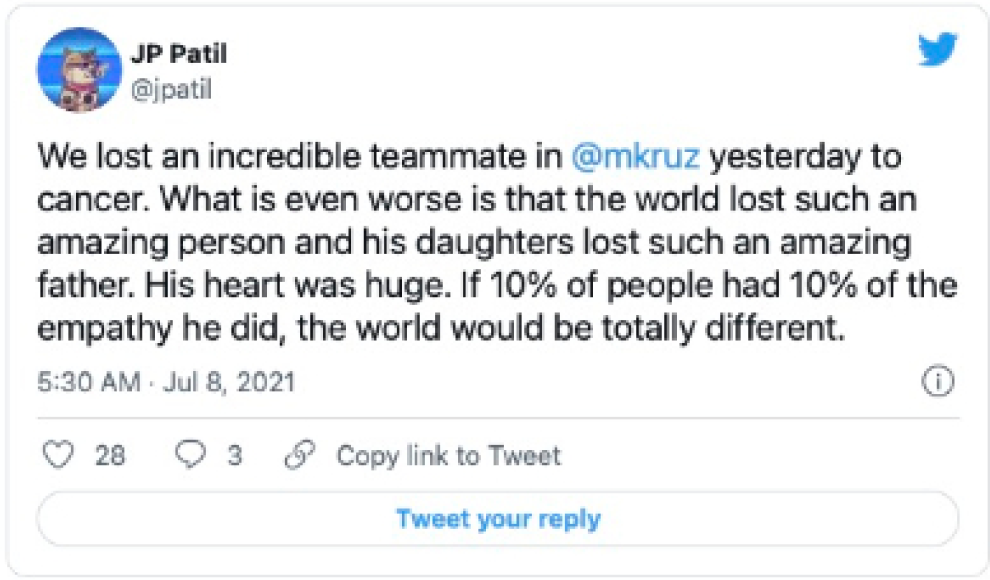 JP Patil
@jpatil
We lost an incredible teammate in @mkruz yesterday to
cancer. What is even worse is that the world lost such an
amazing person and his daughters lost such an amazing
father. His heart was huge. If 10% of people had 10% of the
empathy he did, the world would be totally different.
5:30 AM · Jul 8, 2021
28 3 Copy link to Tweet
Tweet your reply